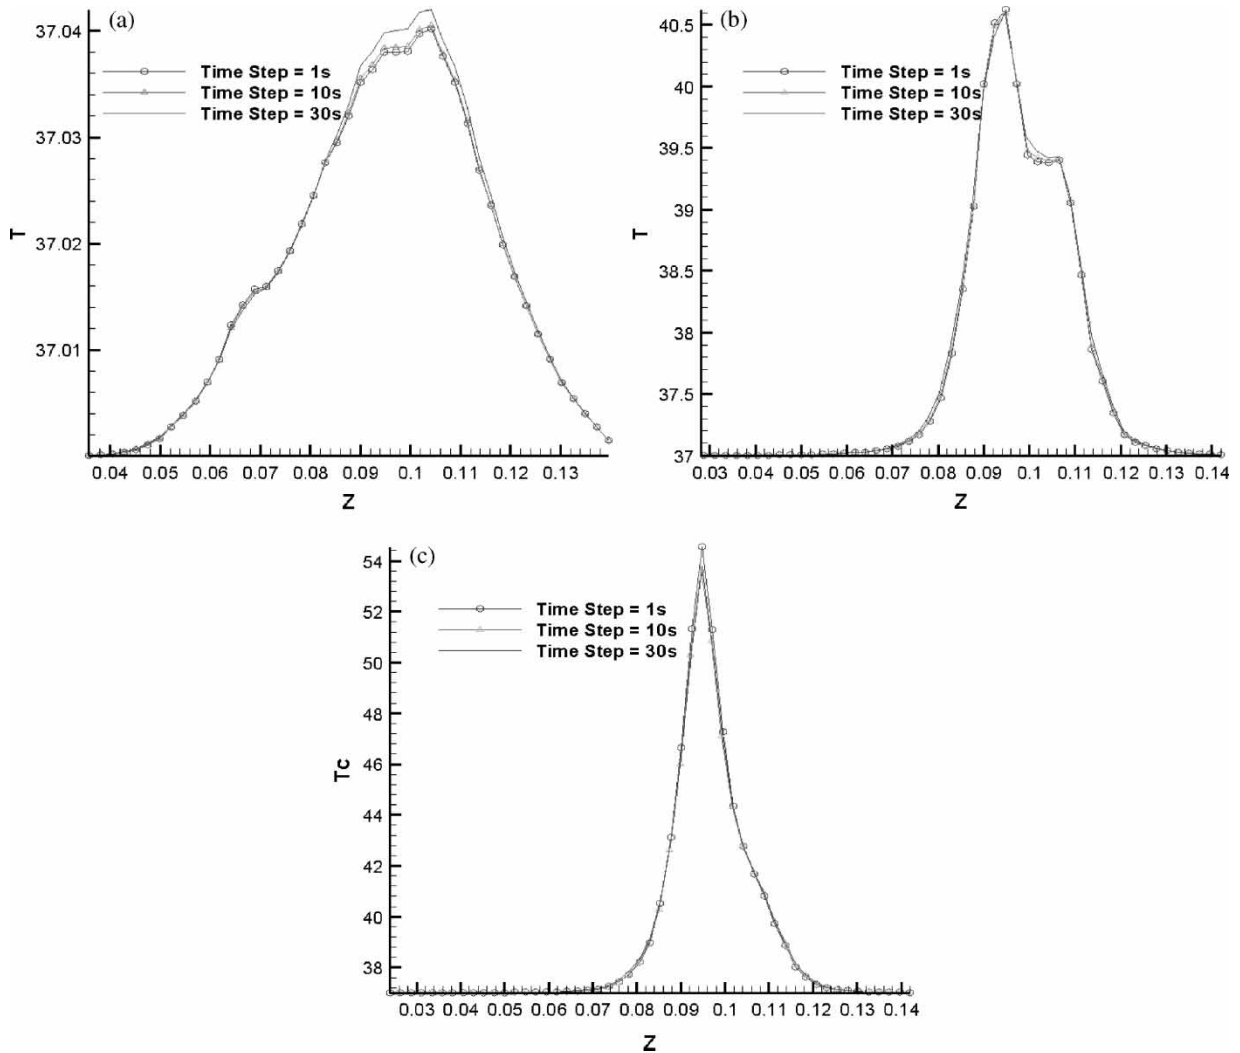 (a)
37.04
37.03
37.02
37.01
T
Time Step = 1s
Time Step = 10s
Time Step = 30s
0.04 0.05 0.06 0.07 0.08 0.09 0.1 0.11 0.12 0.13
Z
(b)
40.5
40
39.5
39
38.5
38
37.5
37
T
Time Step = 1s
Time Step = 10s
Time Step = 30s
0.03 0.04 0.05 0.06 0.07 0.08 0.09 0.1 0.11 0.12 0.13 0.14
Z
(c)
54
52
50
48
46
44
42
40
38
Tc
Time Step = 1s
Time Step = 10s
Time Step = 30s
0.03 0.04 0.05 0.06 0.07 0.08 0.09 0.1 0.11 0.12 0.13 0.14
Z